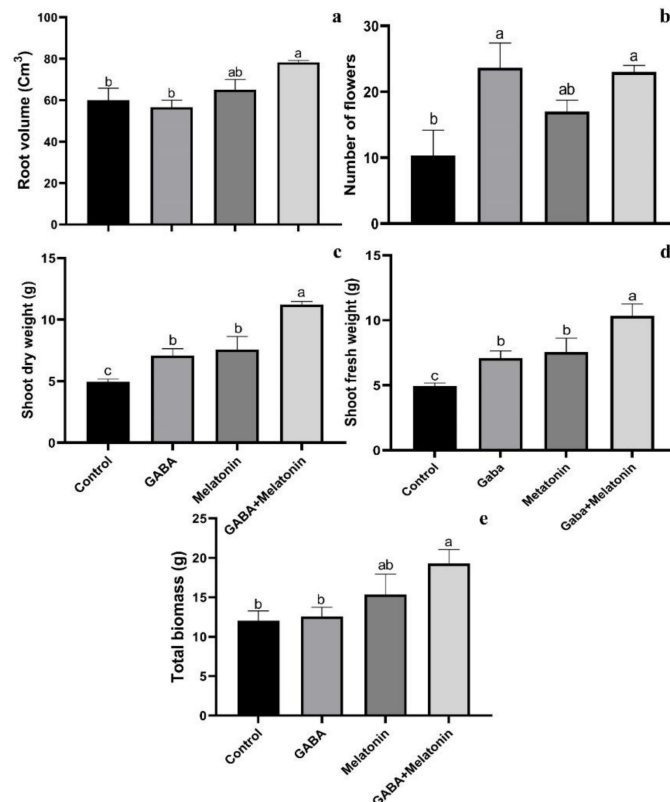 a
Root volume (Cm³)
100
80
60
40
20
0
b
b
ab
a
b
Number of flowers
30
20
10
0
b
a
ab
a
c
Shoot dry weight (g)
15
10
5
0
c
b
b
a
Control
GABA
Melatonin
GABA+Melatonin
d
Shoot fresh weight (g)
15
10
5
0
c
b
b
a
Control
Gaba
Metatonin
Gaba+Melatonin
e
Total biomass (g)
25
20
15
10
5
0
b
b
ab
a
Control
GABA
Melatonin
GABA+Melatonin